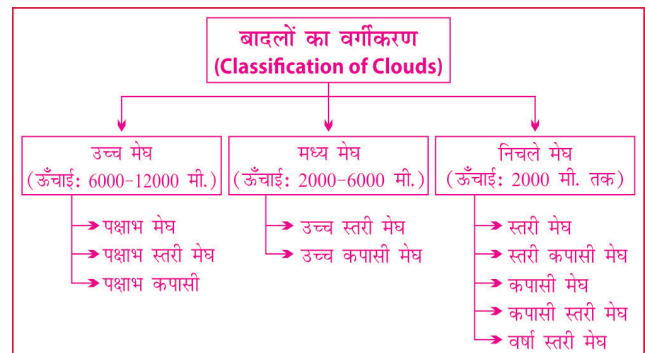 बादलों का वर्गीकरण
(Classification of Clouds)
उच्च मेघ
(ऊँचाई: 6000-12000 मी.)
पक्षाभ मेघ
पक्षाभ स्तरी मेघ
पक्षाभ कपासी
मध्य मेघ
(ऊँचाई: 2000-6000 मी.)
उच्च स्तरी मेघ
उच्च कपासी मेघ
निचले मेघ
(ऊँचाई: 2000 मी. तक)
स्तरी मेघ
स्तरी कपासी मेघ
कपासी मेघ
कपासी स्तरी मेघ
वर्षा स्तरी मेघ